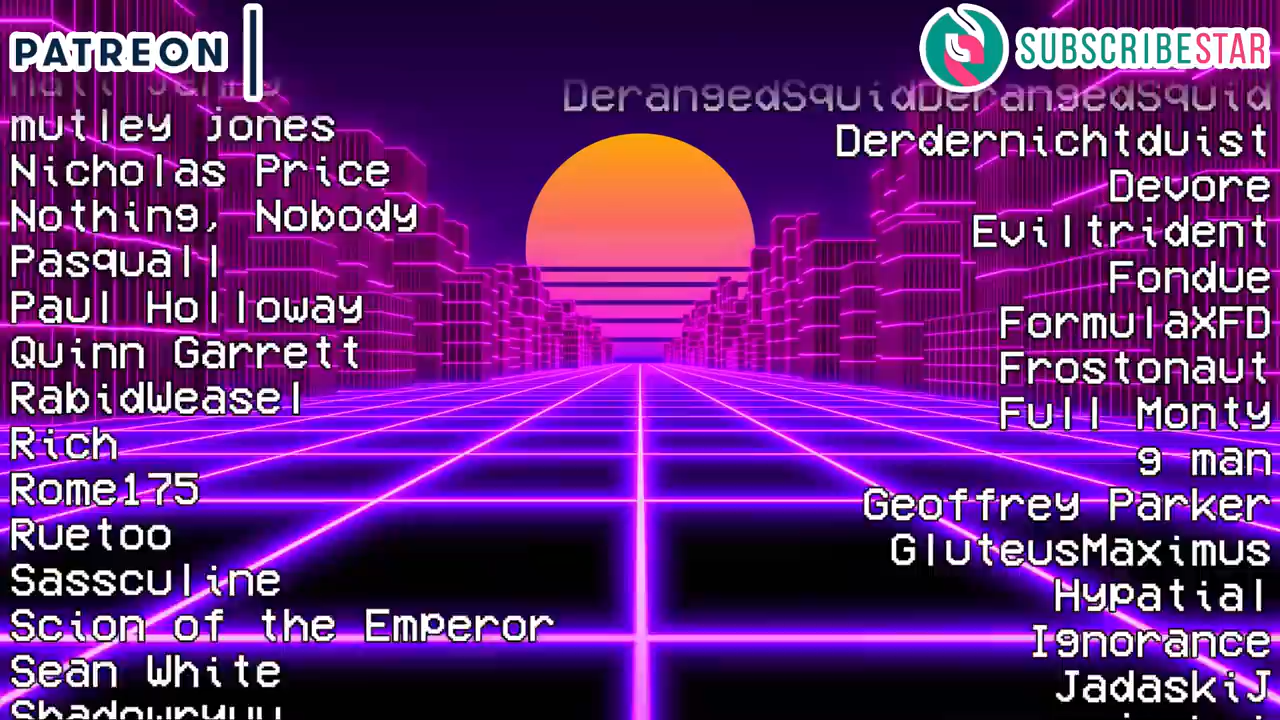 PATREON
mutley jones
Nicholas Price
Nothing, Nobody
Pasquall
Paul Holloway
Quinn Garrett
RabidWeasel
Rich
Rome175
Ruetoo
Sassculine
Scion of the Emperor
Sean White
SUBSCRIBESTAR
DerangedSquidDerangedSquid
Derdernichtduist
Devore
Eviltrident
Fondue
FormulaXFD
Frostonaut
Full Monty
g man
Geoffrey Parker
GluteusMaximus
Hypatial
Ignorance
JadaskiJ